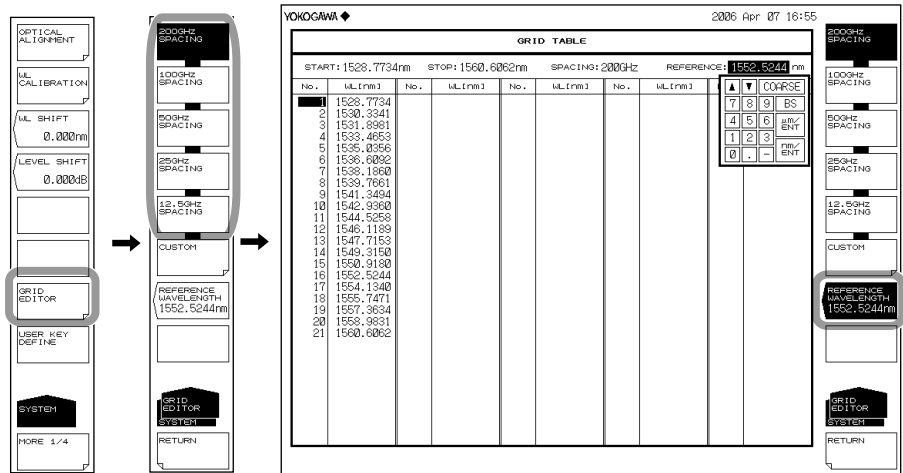 OPTICAL
ALIGNMENT
WL
CALIBRATION
WL SHIFT
0.000nm
LEVEL SHIFT
0.000dB
GRID
EDITOR
USER KEY
DEFINE
SYSTEM
MORE 1/4
200GHz
SPACING
100GHz
SPACING
50GHz
SPACING
25GHz
SPACING
12.5GHz
SPACING
CUSTOM
REFERENCE
WAVELENGTH
1552.5244nm
GRID
EDITOR
SYSTEM
RETURN
YOKOGAWA 2006 Apr 07 16:55
GRID TABLE
START:1528.7734nm STOP:1560.6062nm SPACING:200GHz REFERENCE:1552.5244 nm
No. WL[nm] No. WL[nm] No. WL[nm] No. WL[nm]
1 1528.7734
2 1530.3341
3 1531.8981
4 1533.4653
5 1535.0356
6 1536.6092
7 1538.1860
8 1539.7661
9 1541.3494
10 1542.9360
11 1544.5258
12 1546.1189
13 1547.7153
14 1549.3150
15 1550.9180
16 1552.5244
17 1554.1340
18 1555.7471
19 1557.3634
20 1558.9831
21 1560.6062
▲ ▼ COARSE
7 8 9 BS
4 5 6 μm/ENT
1 2 3
0 . - nm/ENT
200GHz
SPACING
100GHz
SPACING
50GHz
SPACING
25GHz
SPACING
12.5GHz
SPACING
CUSTOM
REFERENCE
WAVELENGTH
1552.5244nm
GRID
EDITOR
SYSTEM
RETURN